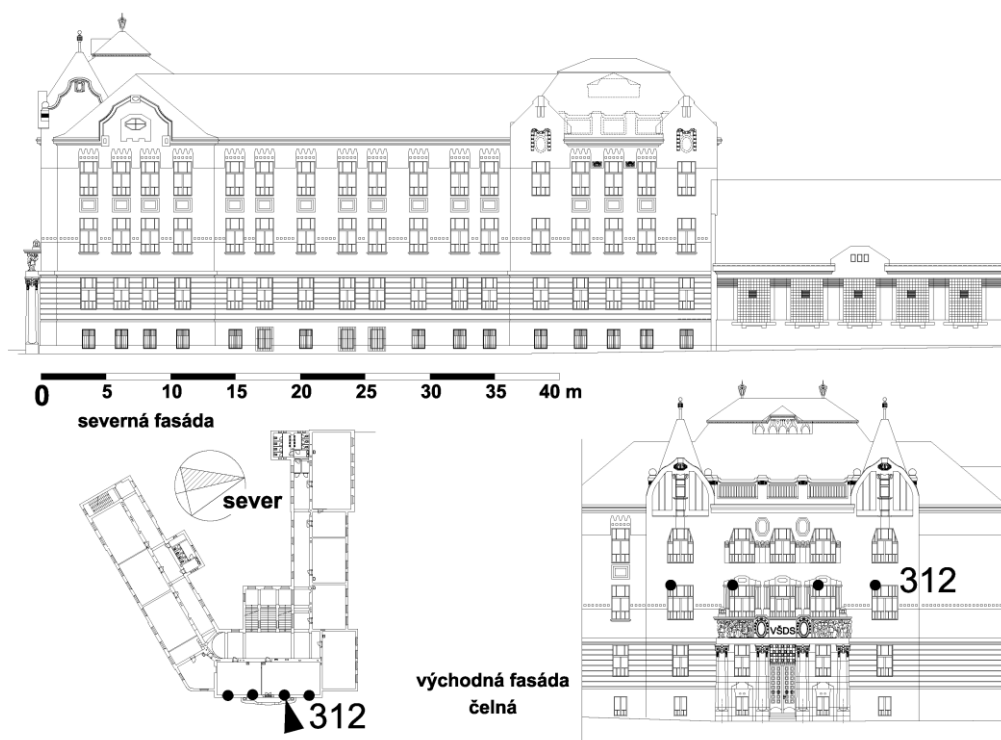 0 5 10 15 20 25 30 35 40 m
severná fasáda
sever
312
východná fasáda
čelná
312
VŠDS